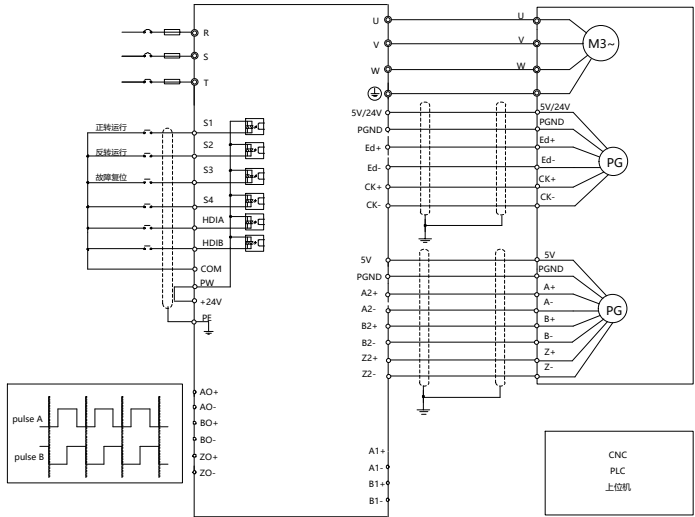 R
S
T
正转运行
反转运行
故障复位
S1
S2
S3
S4
HDIA
HDIB
COM
PW
+24V
PE
U
V
W
5V/24V
PGND
Ed+
Ed-
CK+
CK-
5V
PGND
A2+
A2-
B2+
B2-
Z2+
Z2-
U
V
W
M3~
5V/24V
PGND
Ed+
Ed-
CK+
CK-
PG
5V
PGND
A+
A-
B+
B-
Z+
Z-
PG
pulse A
pulse B
AO+
AO-
BO+
BO-
ZO+
ZO-
A1+
A1-
B1+
B1-
CNC
PLC
上位机